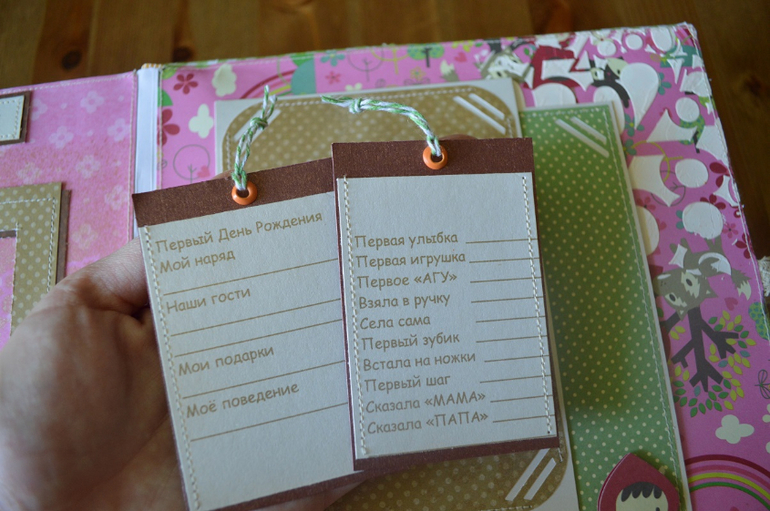 Первый День Рождения
Мой наряд
Наши гости
Мои подарки
Моё поведение
Первая улыбка
Первая игрушка
Первое «АГУ»
Взяла в ручку
Села сама
Первый зубик
Встала на ножки
Первый шаг
Сказала «МАМА»
Сказала «ПАПА»